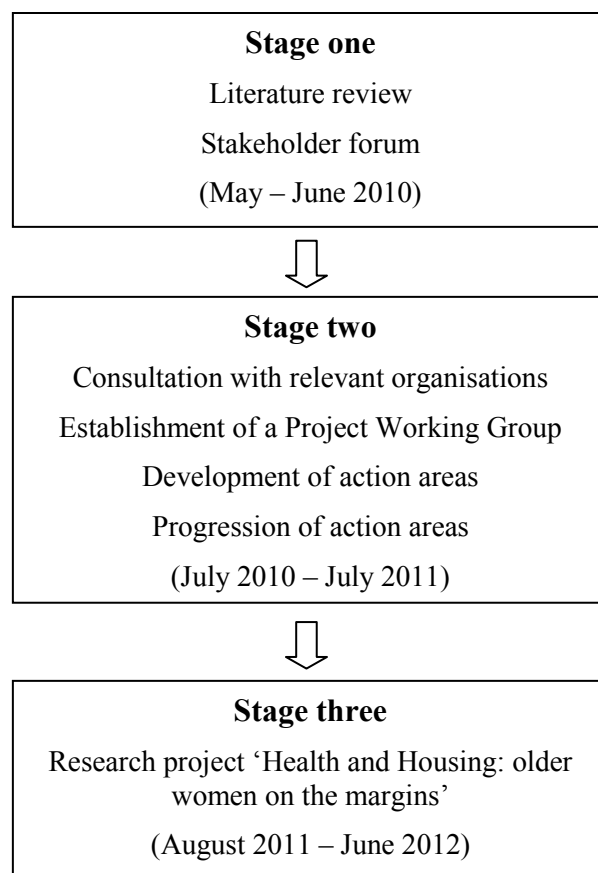 Stage one
Literature review
Stakeholder forum
(May – June 2010)
Stage two
Consultation with relevant organisations
Establishment of a Project Working Group
Development of action areas
Progression of action areas
(July 2010 – July 2011)
Stage three
Research project ‘Health and Housing: older
women on the margins’
(August 2011 – June 2012)